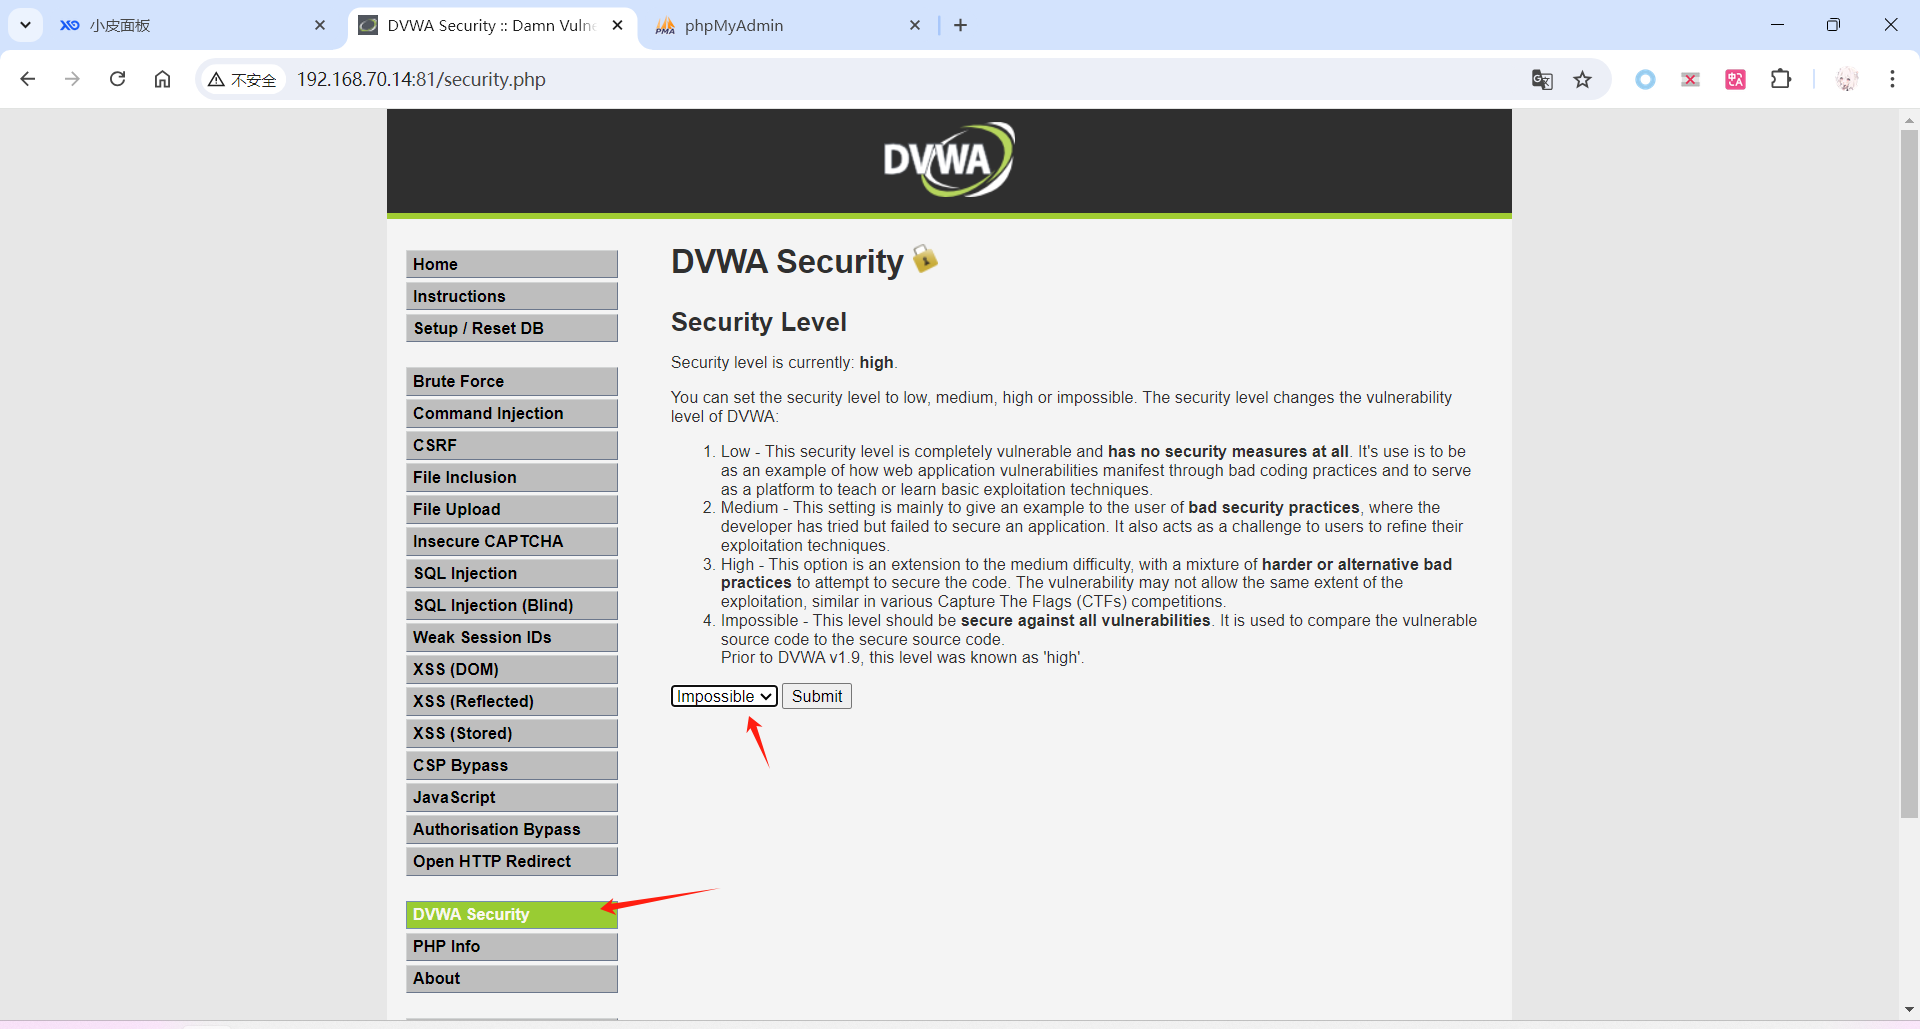 小皮面板
DVWA Security :: Damn Vulne
phpMyAdmin
不安全
192.168.70.14:81/security.php
DVWA
Home
Instructions
Setup / Reset DB
Brute Force
Command Injection
CSRF
File Inclusion
File Upload
Insecure CAPTCHA
SQL Injection
SQL Injection (Blind)
Weak Session IDs
XSS (DOM)
XSS (Reflected)
XSS (Stored)
CSP Bypass
JavaScript
Authorisation Bypass
Open HTTP Redirect
DVWA Security
PHP Info
About
DVWA Security
Security Level
Security level is currently: high.
You can set the security level to low, medium, high or impossible. The security level changes the vulnerability
level of DVWA:
1. Low - This security level is completely vulnerable and has no security measures at all. It's use is to be
as an example of how web application vulnerabilities manifest through bad coding practices and to serve
as a platform to teach or learn basic exploitation techniques.
2. Medium - This setting is mainly to give an example to the user of bad security practices, where the
developer has tried but failed to secure an application. It also acts as a challenge to users to refine their
exploitation techniques.
3. High - This option is an extension to the medium difficulty, with a mixture of harder or alternative bad
practices to attempt to secure the code. The vulnerability may not allow the same extent of the
exploitation, similar in various Capture The Flags (CTFs) competitions.
4. Impossible - This level should be secure against all vulnerabilities. It is used to compare the vulnerable
source code to the secure source code.
Prior to DVWA v1.9, this level was known as 'high'.
Impossible
Submit